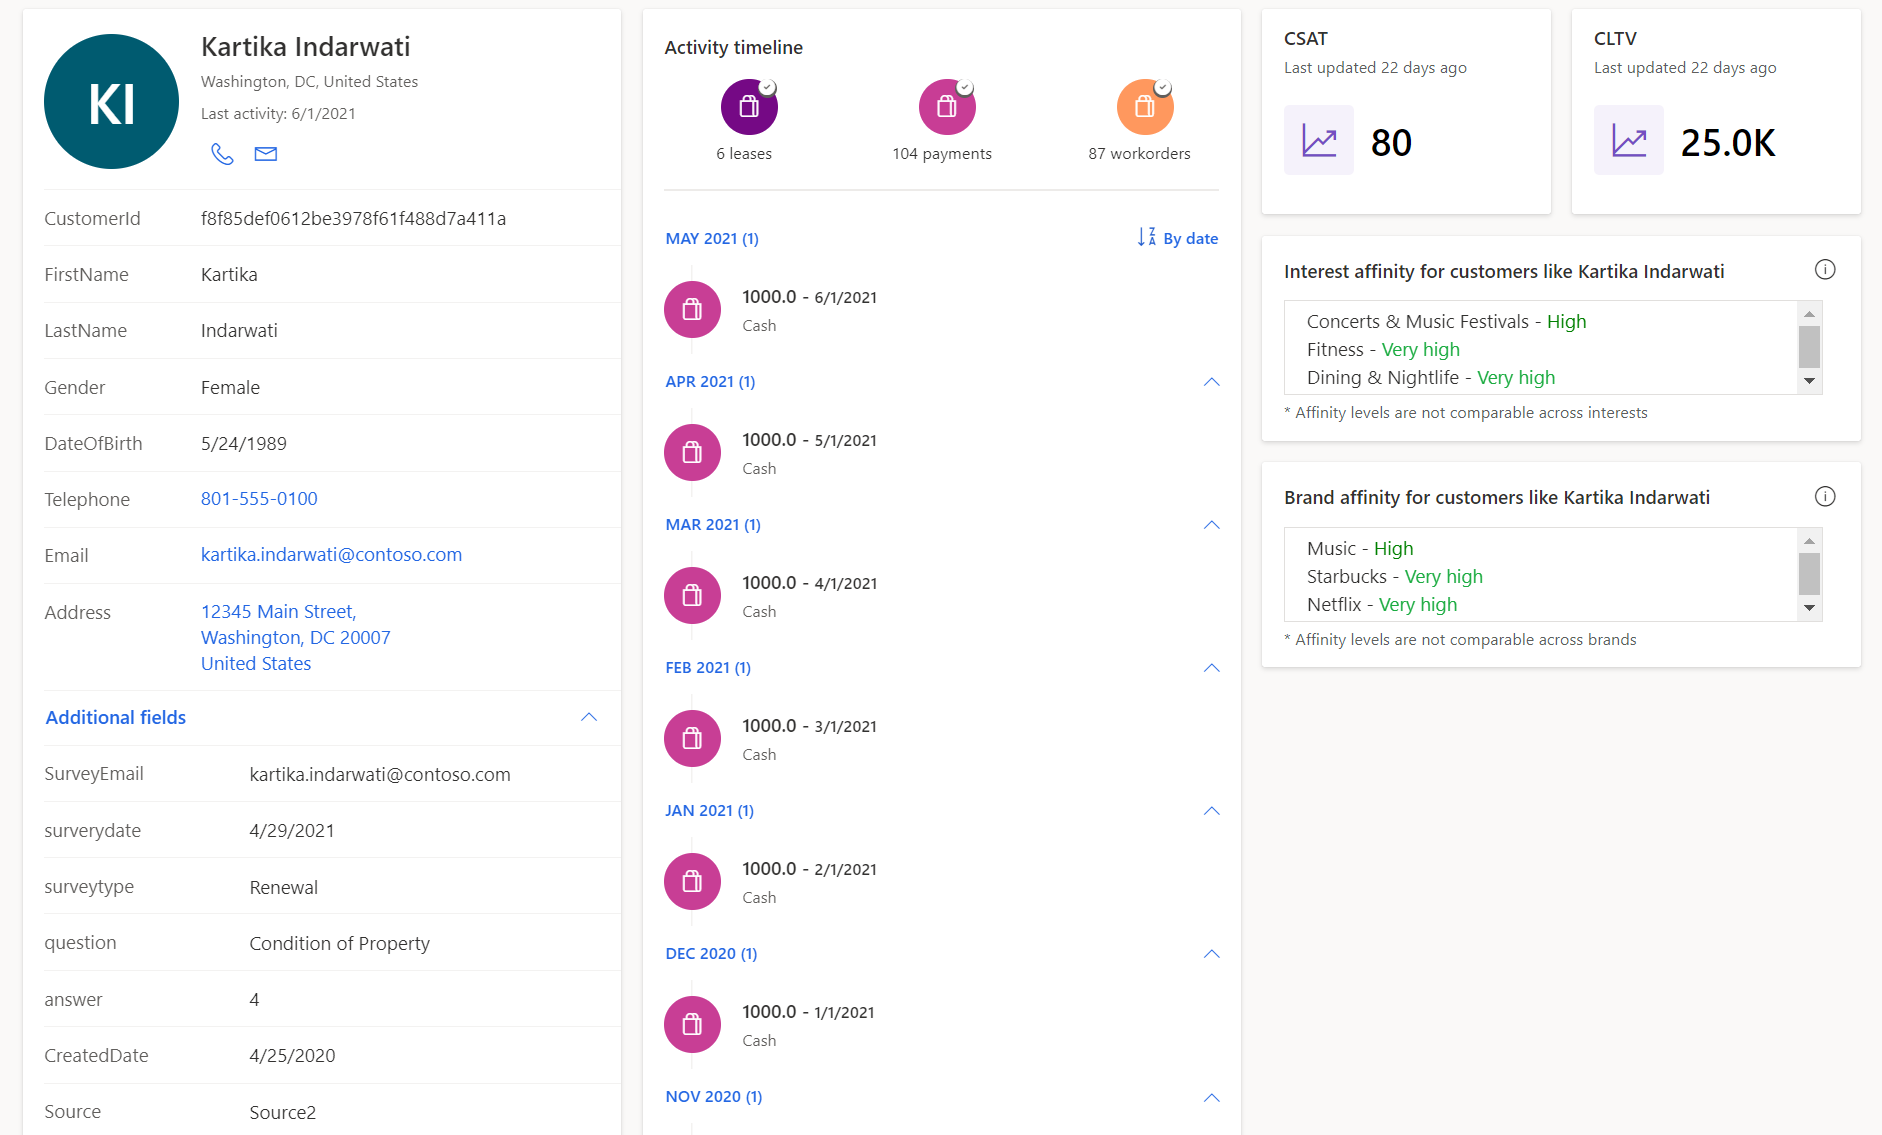 KI
Kartika Indarwati
Washington, DC, United States
Last activity: 6/1/2021
CustomerId f8f85def0612be3978f61f488d7a411a
FirstName Kartika
LastName Indarwati
Gender Female
DateOfBirth 5/24/1989
Telephone 801-555-0100
Email kartika.indarwati@contoso.com
Address 12345 Main Street,
Washington, DC 20007
United States
Additional fields
SurveyEmail kartika.indarwati@contoso.com
surverydate 4/29/2021
surveytype Renewal
question Condition of Property
answer 4
CreatedDate 4/25/2020
Source Source2
Activity timeline
6 leases 104 payments 87 workorders
MAY 2021 (1) By date
1000.0 - 6/1/2021
Cash
APR 2021 (1)
1000.0 - 5/1/2021
Cash
MAR 2021 (1)
1000.0 - 4/1/2021
Cash
FEB 2021 (1)
1000.0 - 3/1/2021
Cash
JAN 2021 (1)
1000.0 - 2/1/2021
Cash
DEC 2020 (1)
1000.0 - 1/1/2021
Cash
NOV 2020 (1)
CSAT
Last updated 22 days ago
80
CLTV
Last updated 22 days ago
25.0K
Interest affinity for customers like Kartika Indarwati
Concerts & Music Festivals - High
Fitness - Very high
Dining & Nightlife - Very high
* Affinity levels are not comparable across interests
Brand affinity for customers like Kartika Indarwati
Music - High
Starbucks - Very high
Netflix - Very high
* Affinity levels are not comparable across brands